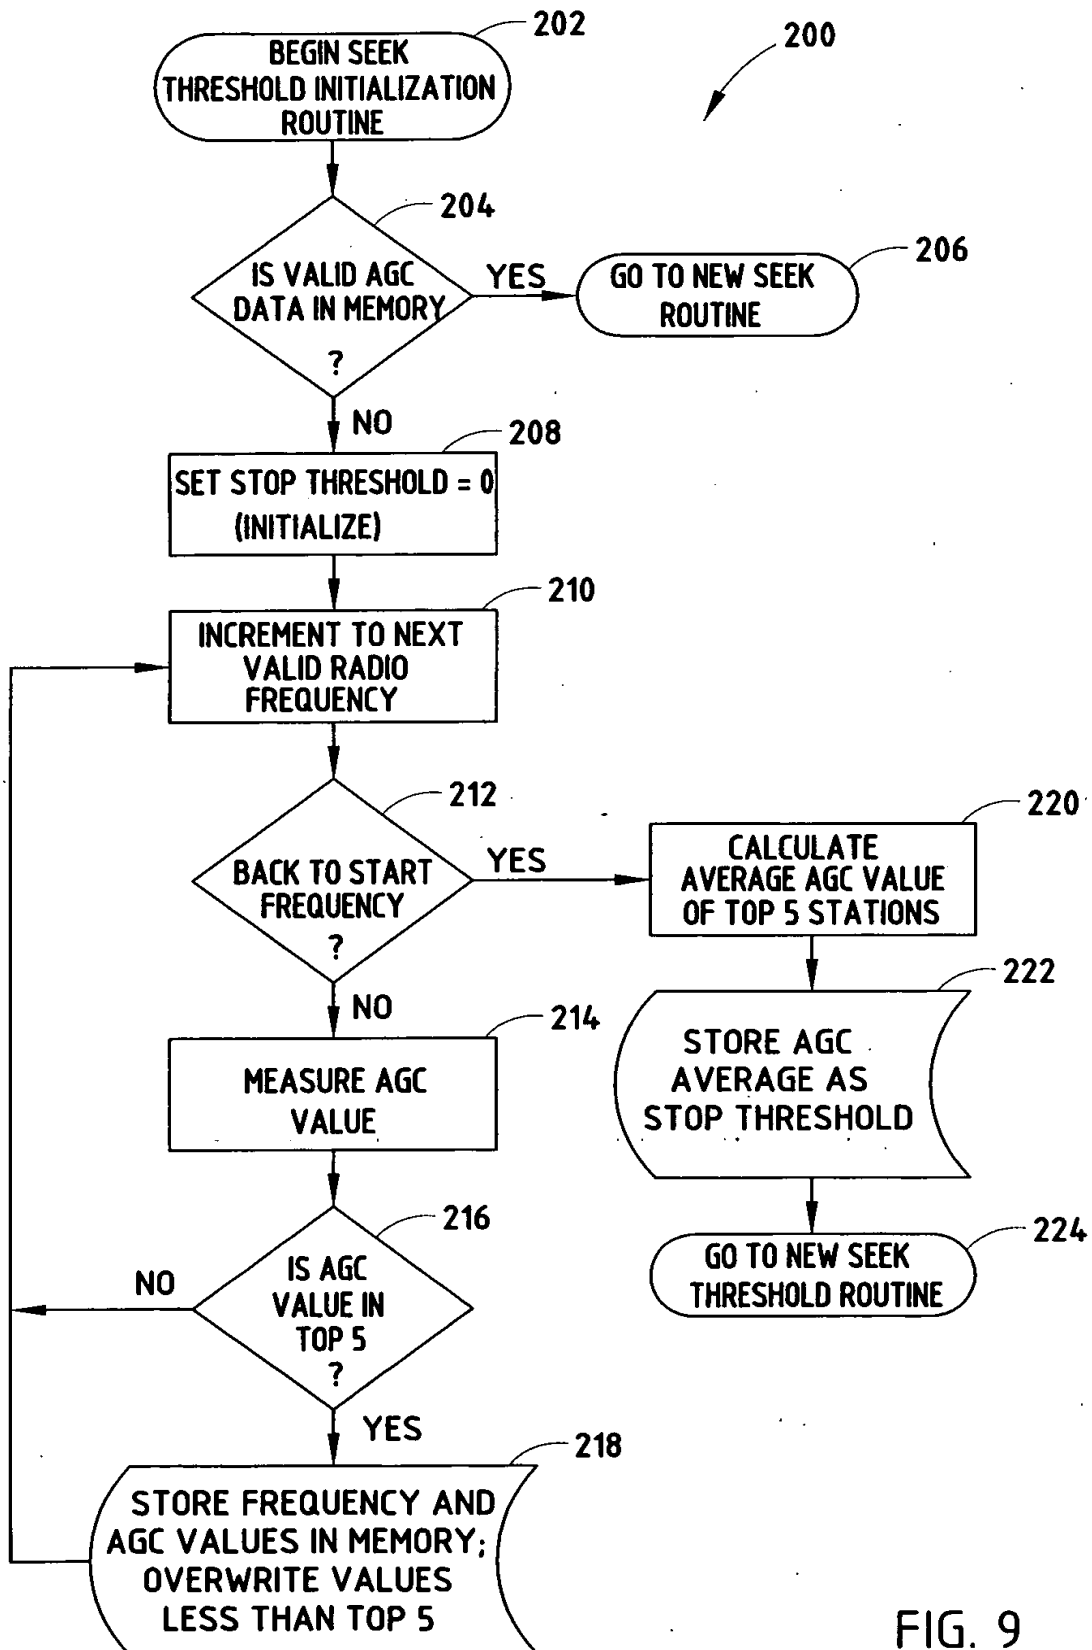 202
200
BEGIN SEEK
THRESHOLD INITIALIZATION
ROUTINE
204
IS VALID AGC
DATA IN MEMORY
?
YES
206
GO TO NEW SEEK
ROUTINE
NO
208
SET STOP THRESHOLD = 0
(INITIALIZE)
210
INCREMENT TO NEXT
VALID RADIO
FREQUENCY
212
BACK TO START
FREQUENCY
?
YES
220
CALCULATE
AVERAGE AGC VALUE
OF TOP 5 STATIONS
NO
222
STORE AGC
AVERAGE AS
STOP THRESHOLD
214
MEASURE AGC
VALUE
216
IS AGC
VALUE IN
TOP 5
?
NO
224
GO TO NEW SEEK
THRESHOLD ROUTINE
YES
218
STORE FREQUENCY AND
AGC VALUES IN MEMORY;
OVERWRITE VALUES
LESS THAN TOP 5
FIG. 9